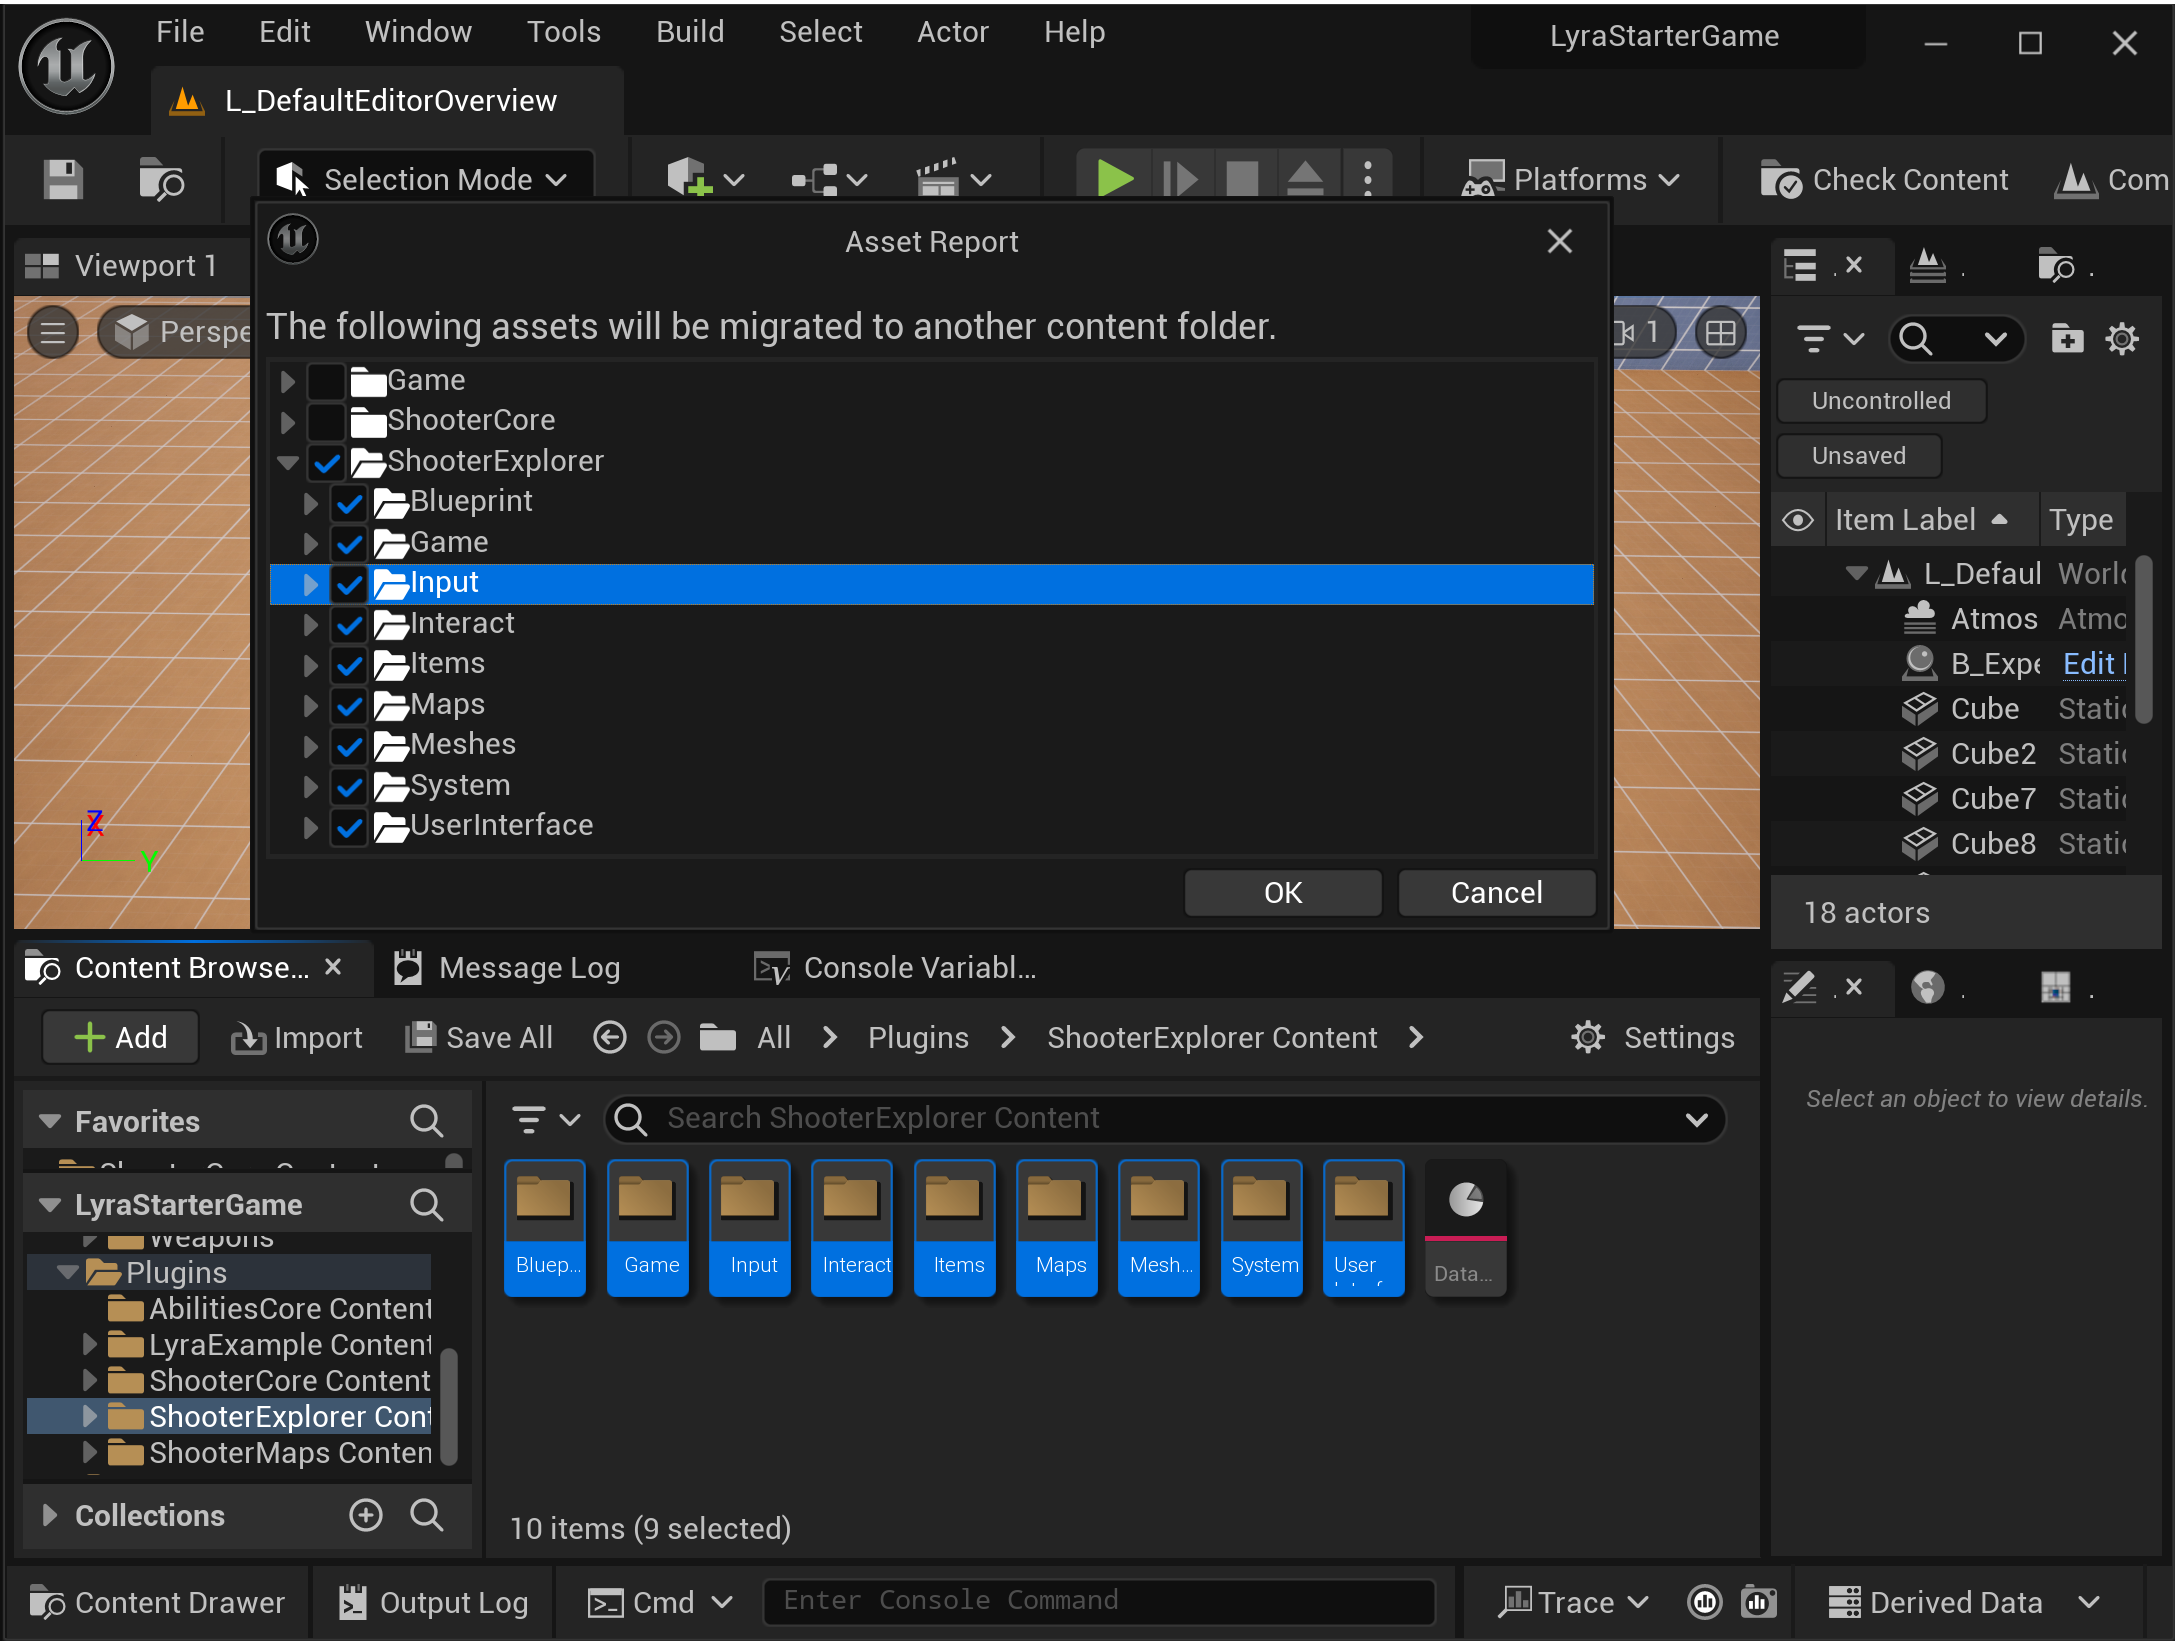 File Edit Window Tools Build Select Actor Help LyraStarterGame
L_DefaultEditorOverview
Selection Mode Platforms Check Content Com
Viewport 1
Perspe
1
Asset Report
The following assets will be migrated to another content folder.
Game
ShooterCore
ShooterExplorer
Blueprint
Game
Input
Interact
Items
Maps
Meshes
System
UserInterface
OK Cancel
Uncontrolled
Unsaved
Item Label Type
L_Defaul World
Atmos Atmo
B_Expe Edit
Cube Static
Cube2 Static
Cube7 Static
Cube8 Static
18 actors
Z
X
Y
Content Browse... Message Log Console Variabl...
Add Import Save All All Plugins ShooterExplorer Content Settings
Select an object to view details.
Favorites
Search ShooterExplorer Content
LyraStarterGame
Weapons
Plugins
AbilitiesCore Content
LyraExample Content
ShooterCore Content
ShooterExplorer Cont
ShooterMaps Conten
Collections
Bluep... Game Input Interact Items Maps Mesh... System User Data...
10 items (9 selected)
Content Drawer Output Log Cmd Enter Console Command Trace Derived Data